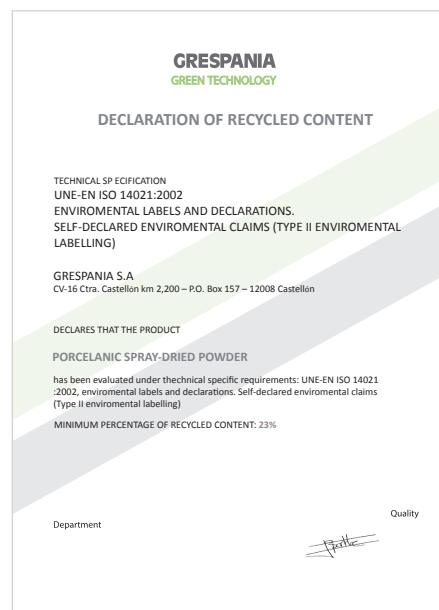 GRESPANIA
GREEN TECHNOLOGY
DECLARATION OF RECYCLED CONTENT
TECHNICAL SP ECIFICATION
UNE-EN ISO 14021:2002
ENVIROMENTAL LABELS AND DECLARATIONS.
SELF-DECLARED ENVIROMENTAL CLAIMS (TYPE II ENVIROMENTAL
LABELLING)
GRESPANIA S.A
CV-16 Ctra. Castellón km 2,200 – P.O. Box 157 – 12008 Castellón
DECLARES THAT THE PRODUCT
PORCELANIC SPRAY-DRIED POWDER
has been evaluated under thechnical specific requirements: UNE-EN ISO 14021
:2002, enviromental labels and declarations. Self-declared enviromental claims
(Type II enviromental labelling)
MINIMUM PERCENTAGE OF RECYCLED CONTENT: 23%
Quality
Department